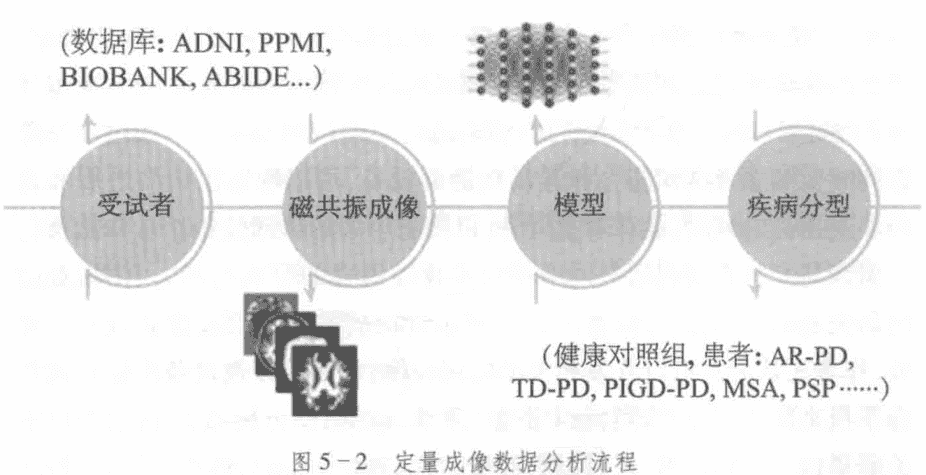 (数据库: ADNI, PPMI,
BIOBANK, ABIDE...)
受试者
磁共振成像
模型
疾病分型
(健康对照组, 患者: AR-PD,
TD-PD, PIGD-PD, MSA, PSP ······)
图 5-2 定量成像数据分析流程